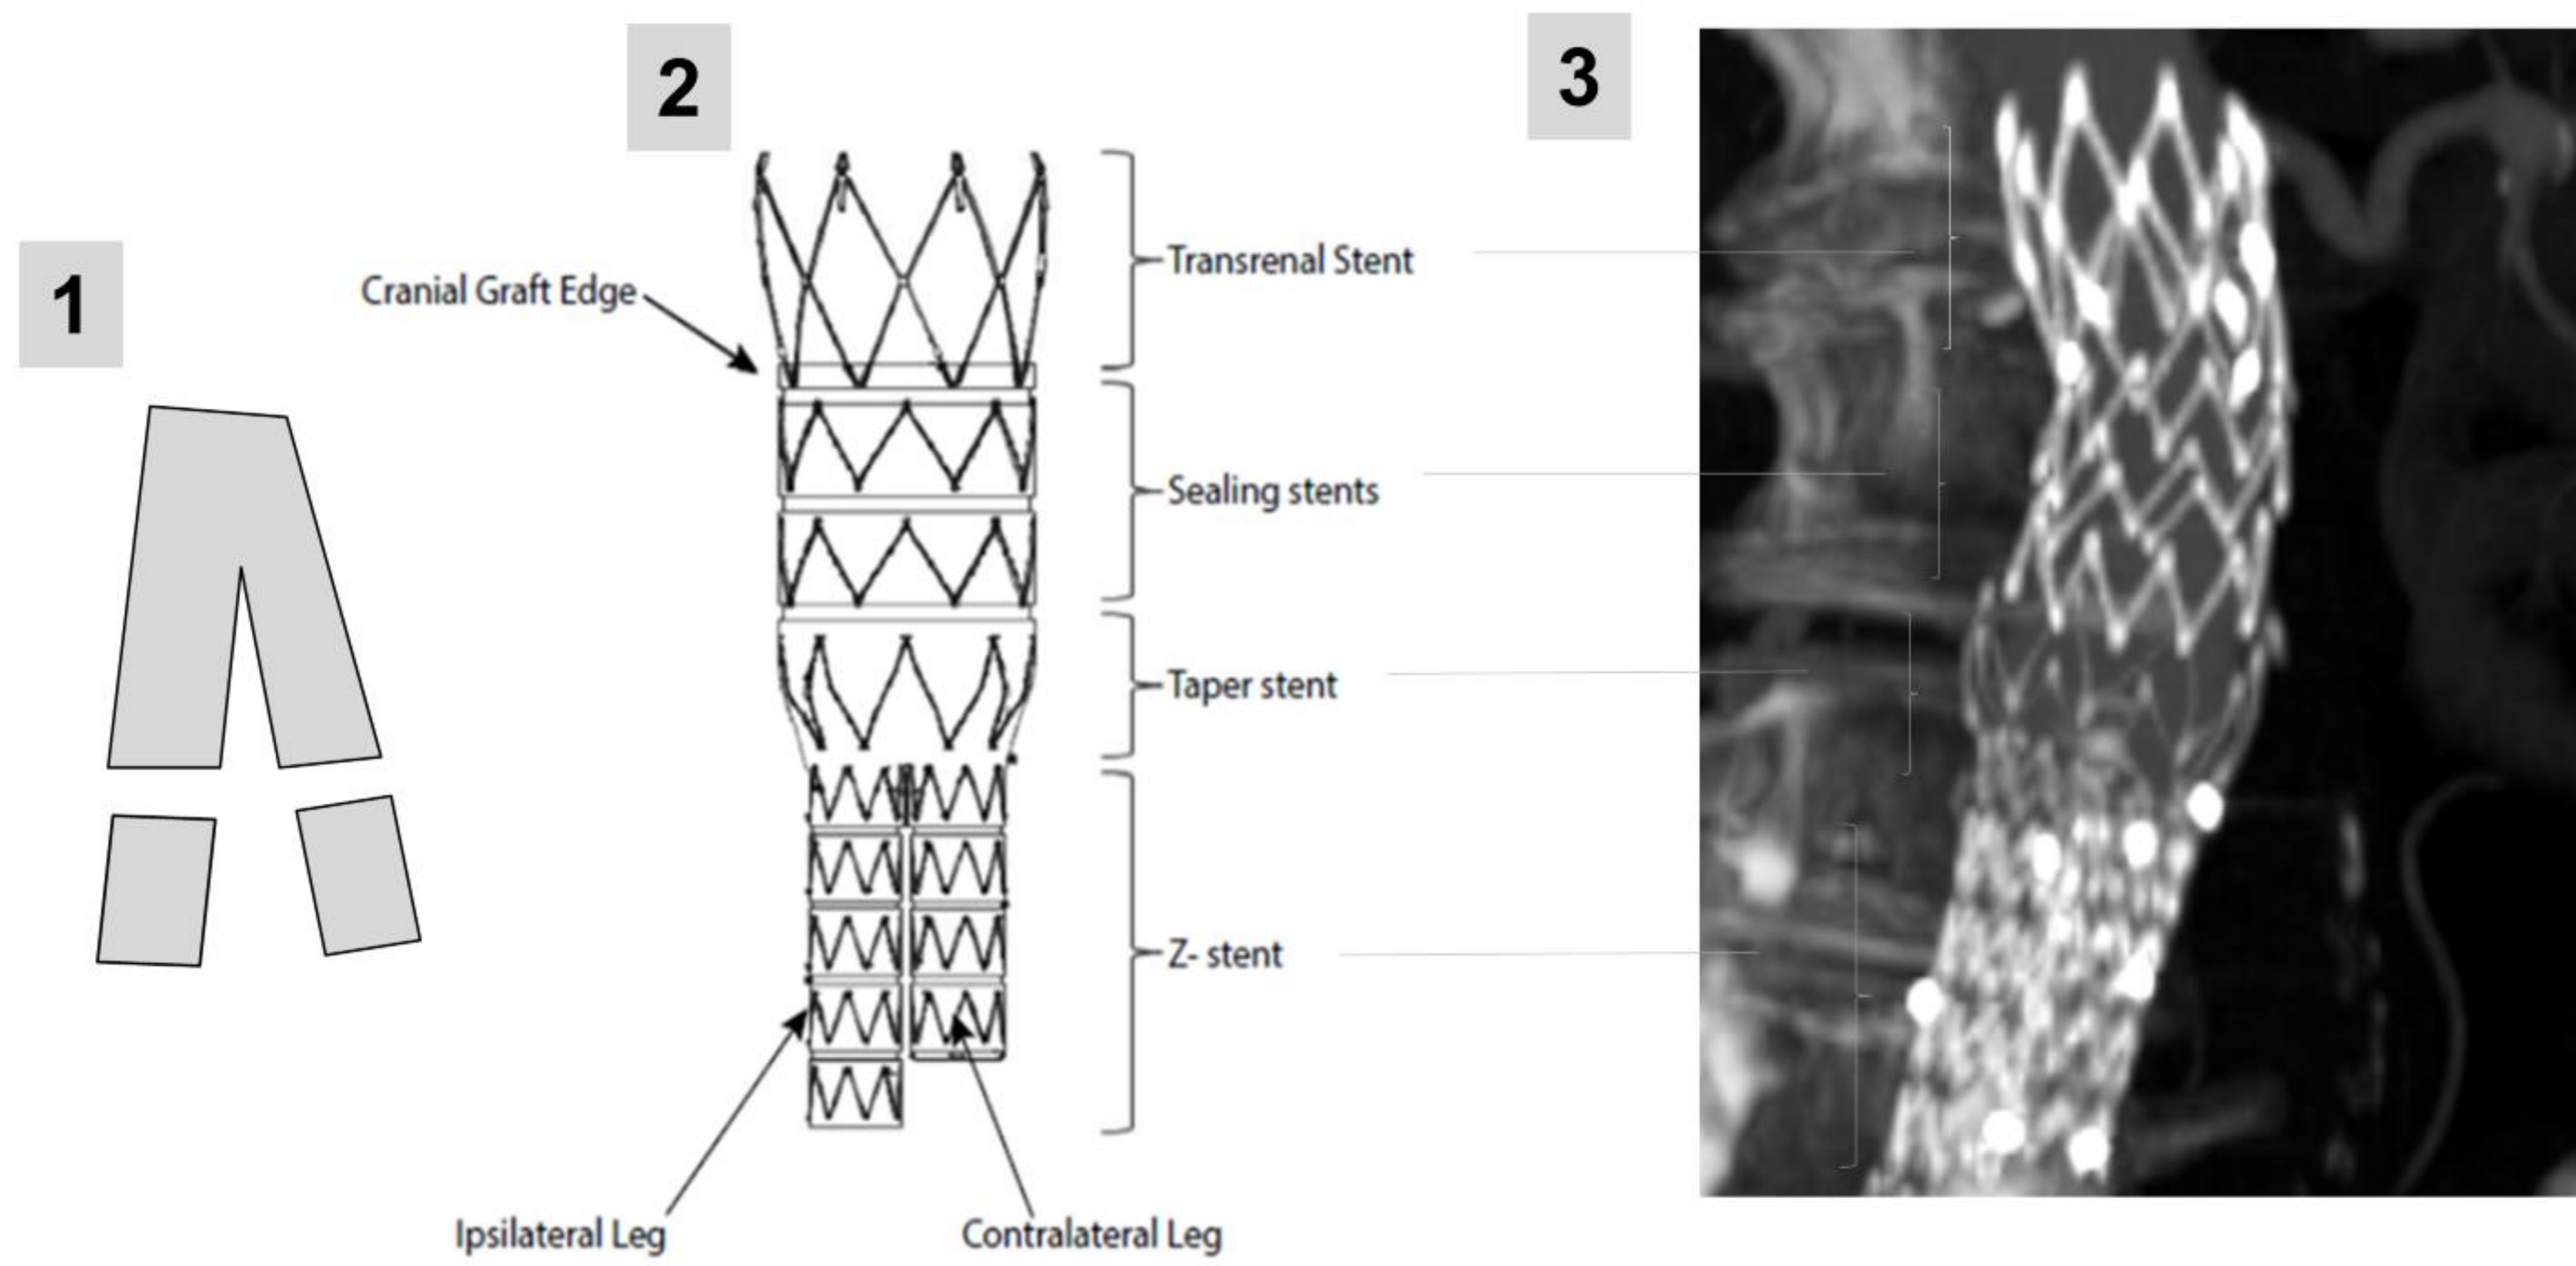 1
2
3
Cranial Graft Edge
Transrenal Stent
Sealing stents
Taper stent
Z- stent
Ipsilateral Leg
Contralateral Leg